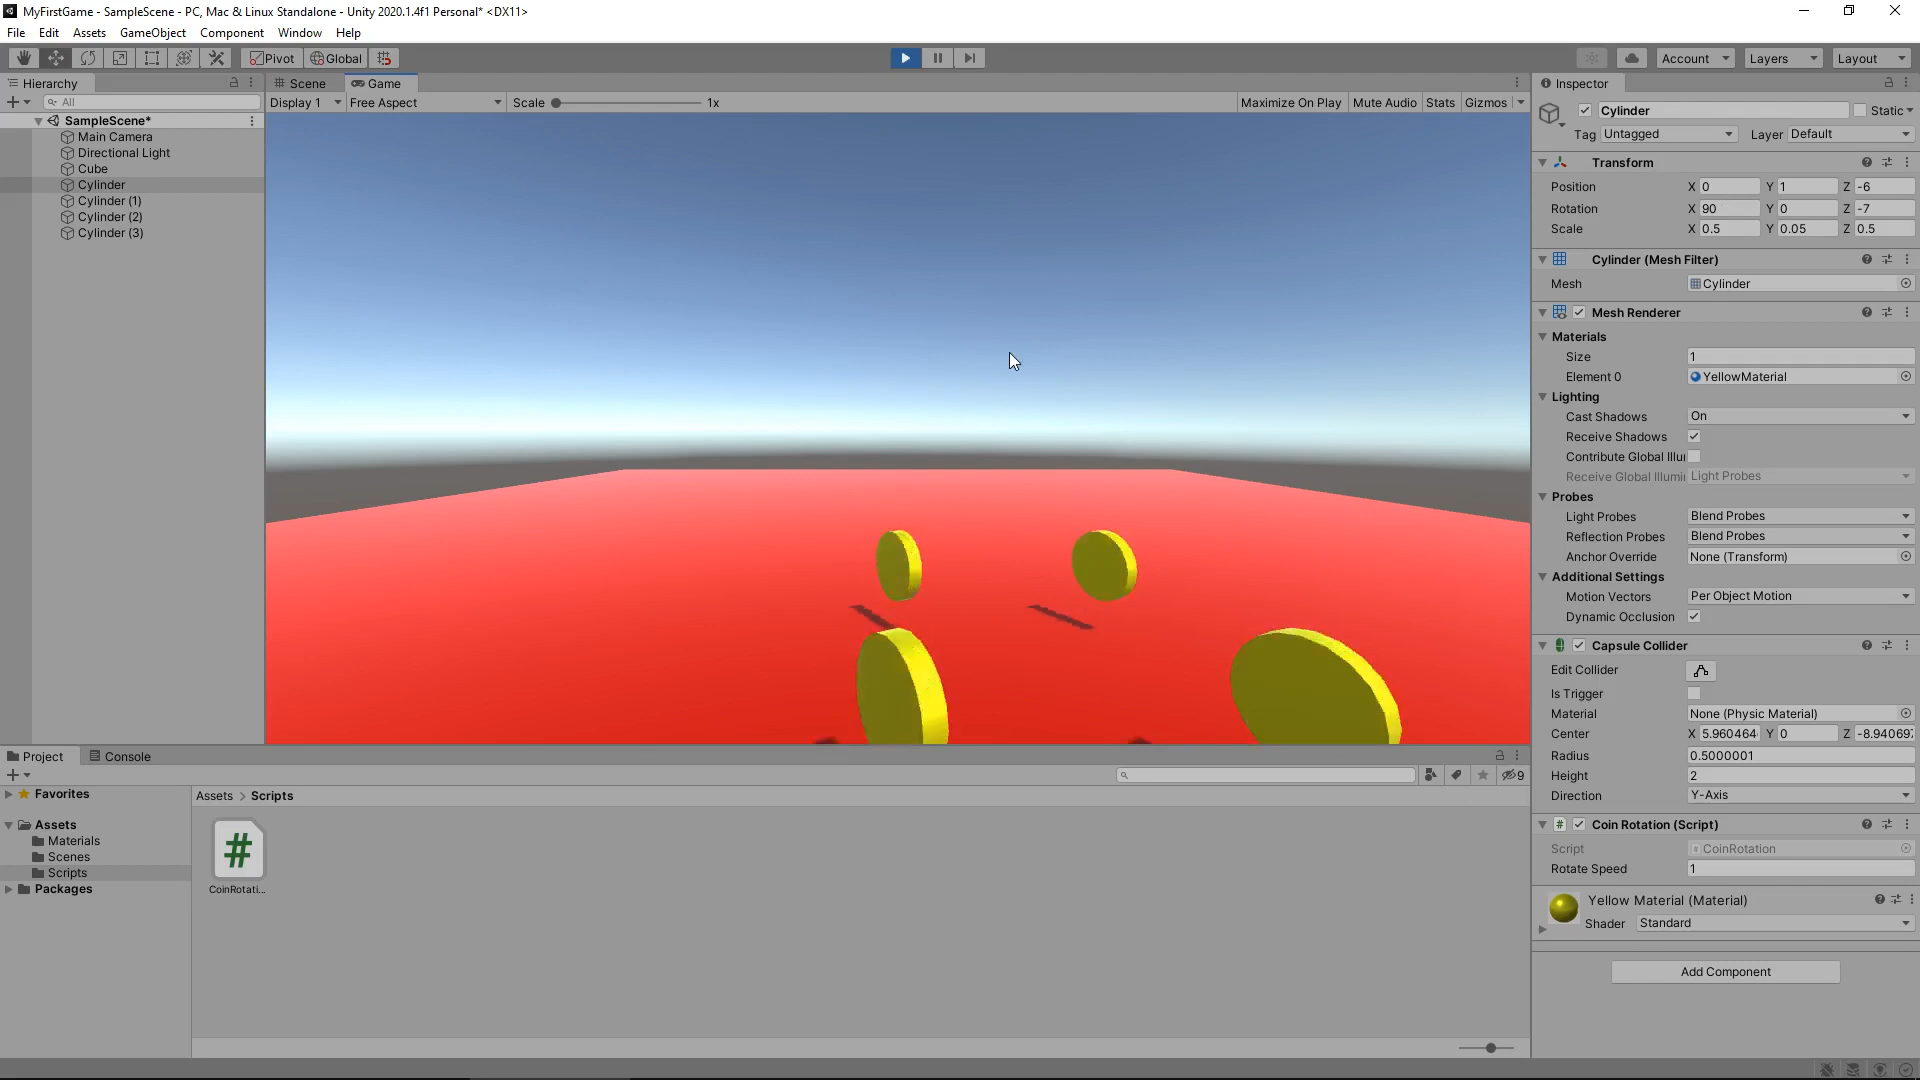 MyFirstGame - SampleScene - PC, Mac & Linux Standalone - Unity 2020.1.4f1 Personal* <DX11>
File Edit Assets GameObject Component Window Help
Pivot Global Account Layers Layout
Hierarchy
All
SampleScene*
Main Camera
Directional Light
Cube
Cylinder
Cylinder (1)
Cylinder (2)
Cylinder (3)
Scene Game
Display 1 Free Aspect Scale 1x Maximize On Play Mute Audio Stats Gizmos
Inspector
Cylinder Static
Tag Untagged Layer Default
Transform
Position X 0 Y 1 Z -6
Rotation X 90 Y 0 Z -7
Scale X 0.5 Y 0.05 Z 0.5
Cylinder (Mesh Filter)
Mesh Cylinder
Mesh Renderer
Materials
Size 1
Element 0 YellowMaterial
Lighting
Cast Shadows On
Receive Shadows
Contribute Global Illu
Receive Global Illumi Light Probes
Probes
Light Probes Blend Probes
Reflection Probes Blend Probes
Anchor Override None (Transform)
Additional Settings
Motion Vectors Per Object Motion
Dynamic Occlusion
Capsule Collider
Edit Collider
Is Trigger
Material None (Physic Material)
Center X 5.960464 Y 0 Z -8.94069
Radius 0.5000001
Height 2
Direction Y-Axis
Coin Rotation (Script)
Script # CoinRotation
Rotate Speed 1
Yellow Material (Material)
Shader Standard
Add Component
Project Console
9
Favorites
Assets
Materials
Scenes
Scripts
Packages
Assets > Scripts
#
CoinRotati...